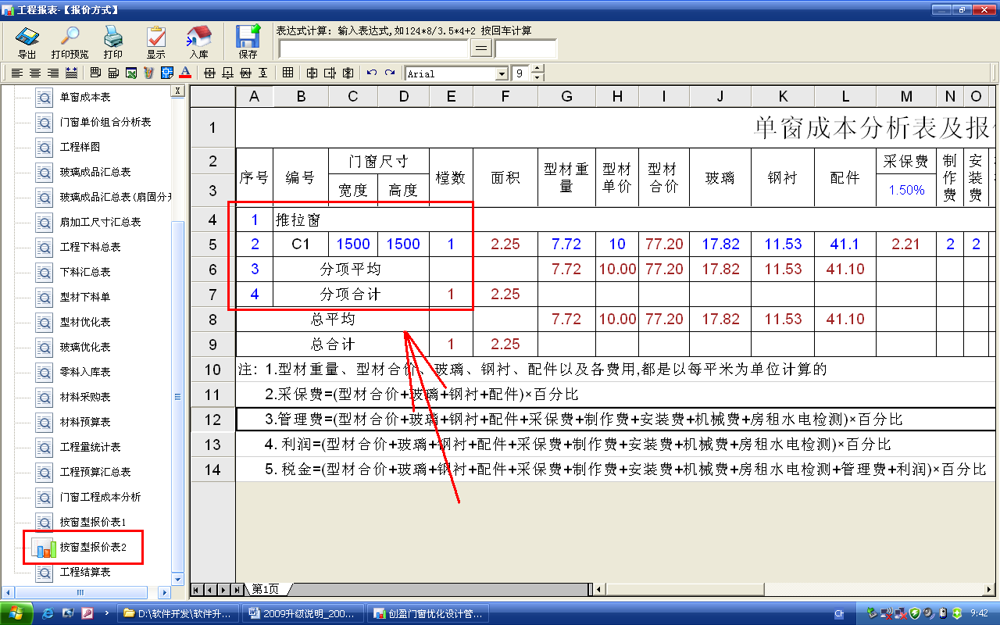 工程报表-【报价方式】
导出 打印预览 打印 显示 入库 保存
表达式计算: 输入表达式,如124*8/3.5*4+2 按回车计算
Arial 9
单窗成本表
门窗单价组合分析表
工程样图
玻璃成品汇总表
玻璃成品汇总表(扇固分
扇加工尺寸汇总表
工程下料总表
下料汇总表
型材下料单
型材优化表
玻璃优化表
零料入库表
材料采购表
材料预算表
工程量统计表
工程预算汇总表
门窗工程成本分析
按窗型报价表1
按窗型报价表2
工程结算表
A B C D E F G H I J K L M N O
1 单窗成本分析表及报
2 序号 编号 门窗尺寸 樘数 面积 型材重量 型材单价 型材合价 玻璃 钢衬 配件 采保费 制作费 安装费
3 宽度 高度 1.50%
4 1 推拉窗
5 2 C1 1500 1500 1 2.25 7.72 10 77.20 17.82 11.53 41.1 2.21 2 2
6 3 分项平均 7.72 10.00 77.20 17.82 11.53 41.10
7 4 分项合计 1 2.25
8 总平均 7.72 10.00 77.20 17.82 11.53 41.10
9 总合计 1 2.25
10 注: 1.型材重量、型材合价、玻璃、钢衬、配件以及各费用,都是以每平米为单位计算的
11 2.采保费=(型材合价+玻璃+钢衬+配件)×百分比
12 3.管理费=(型材合价+玻璃+钢衬+配件+采保费+制作费+安装费+机械费+房租水电检测)×百分比
13 4. 利润=(型材合价+玻璃+钢衬+配件+采保费+制作费+安装费+机械费+房租水电检测)×百分比
14 5. 税金=(型材合价+玻璃+钢衬+配件+采保费+制作费+安装费+机械费+房租水电检测+管理费+利润)×百分比
第1页
D:\软件开发\软件升... 2009升级说明_200... 创盈门窗优化设计管... CH 9:42